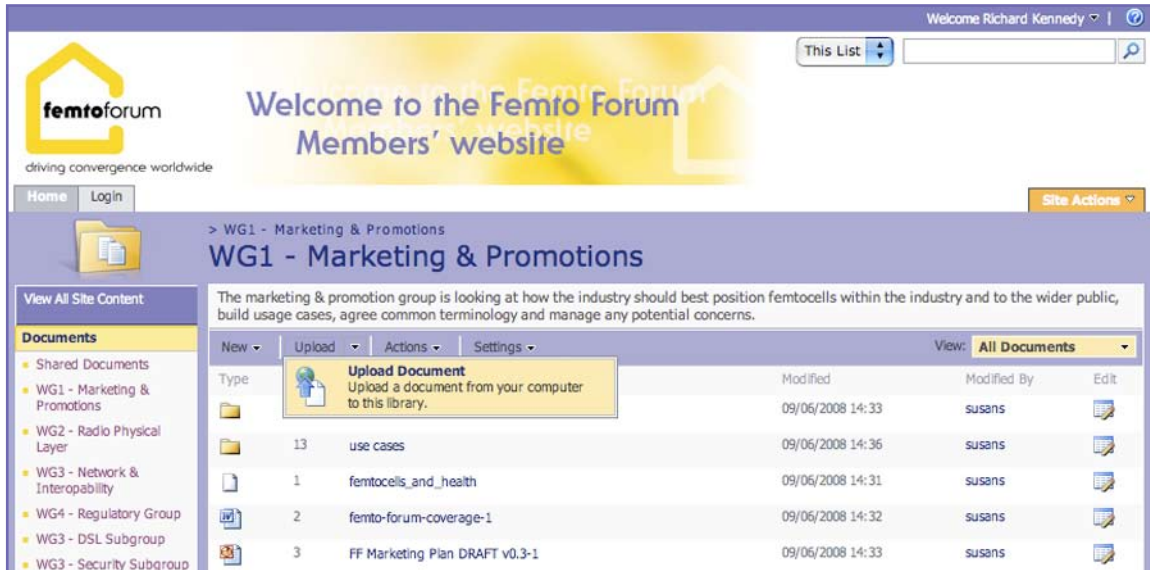 Welcome Richard Kennedy
This List
femtoforum
driving convergence worldwide
Welcome to the Femto Forum
Members' website
Home
Login
Site Actions
> WG1 - Marketing & Promotions
WG1 - Marketing & Promotions
View All Site Content
The marketing & promotion group is looking at how the industry should best position femtocells within the industry and to the wider public,
build usage cases, agree common terminology and manage any potential concerns.
Documents
Shared Documents
WG1 - Marketing &
Promotions
WG2 - Radio Physical
Layer
WG3 - Network &
Interopability
WG4 - Regulatory Group
WG3 - DSL Subgroup
WG3 - Security Subgroup
New Upload Actions Settings View: All Documents
Upload Document
Upload a document from your computer
to this library.
Type Modified Modified By Edit
09/06/2008 14:33 susans
13 use cases 09/06/2008 14:36 susans
1 femtocells_and_health 09/06/2008 14:31 susans
2 femto-forum-coverage-1 09/06/2008 14:32 susans
3 FF Marketing Plan DRAFT v0.3-1 09/06/2008 14:33 susans